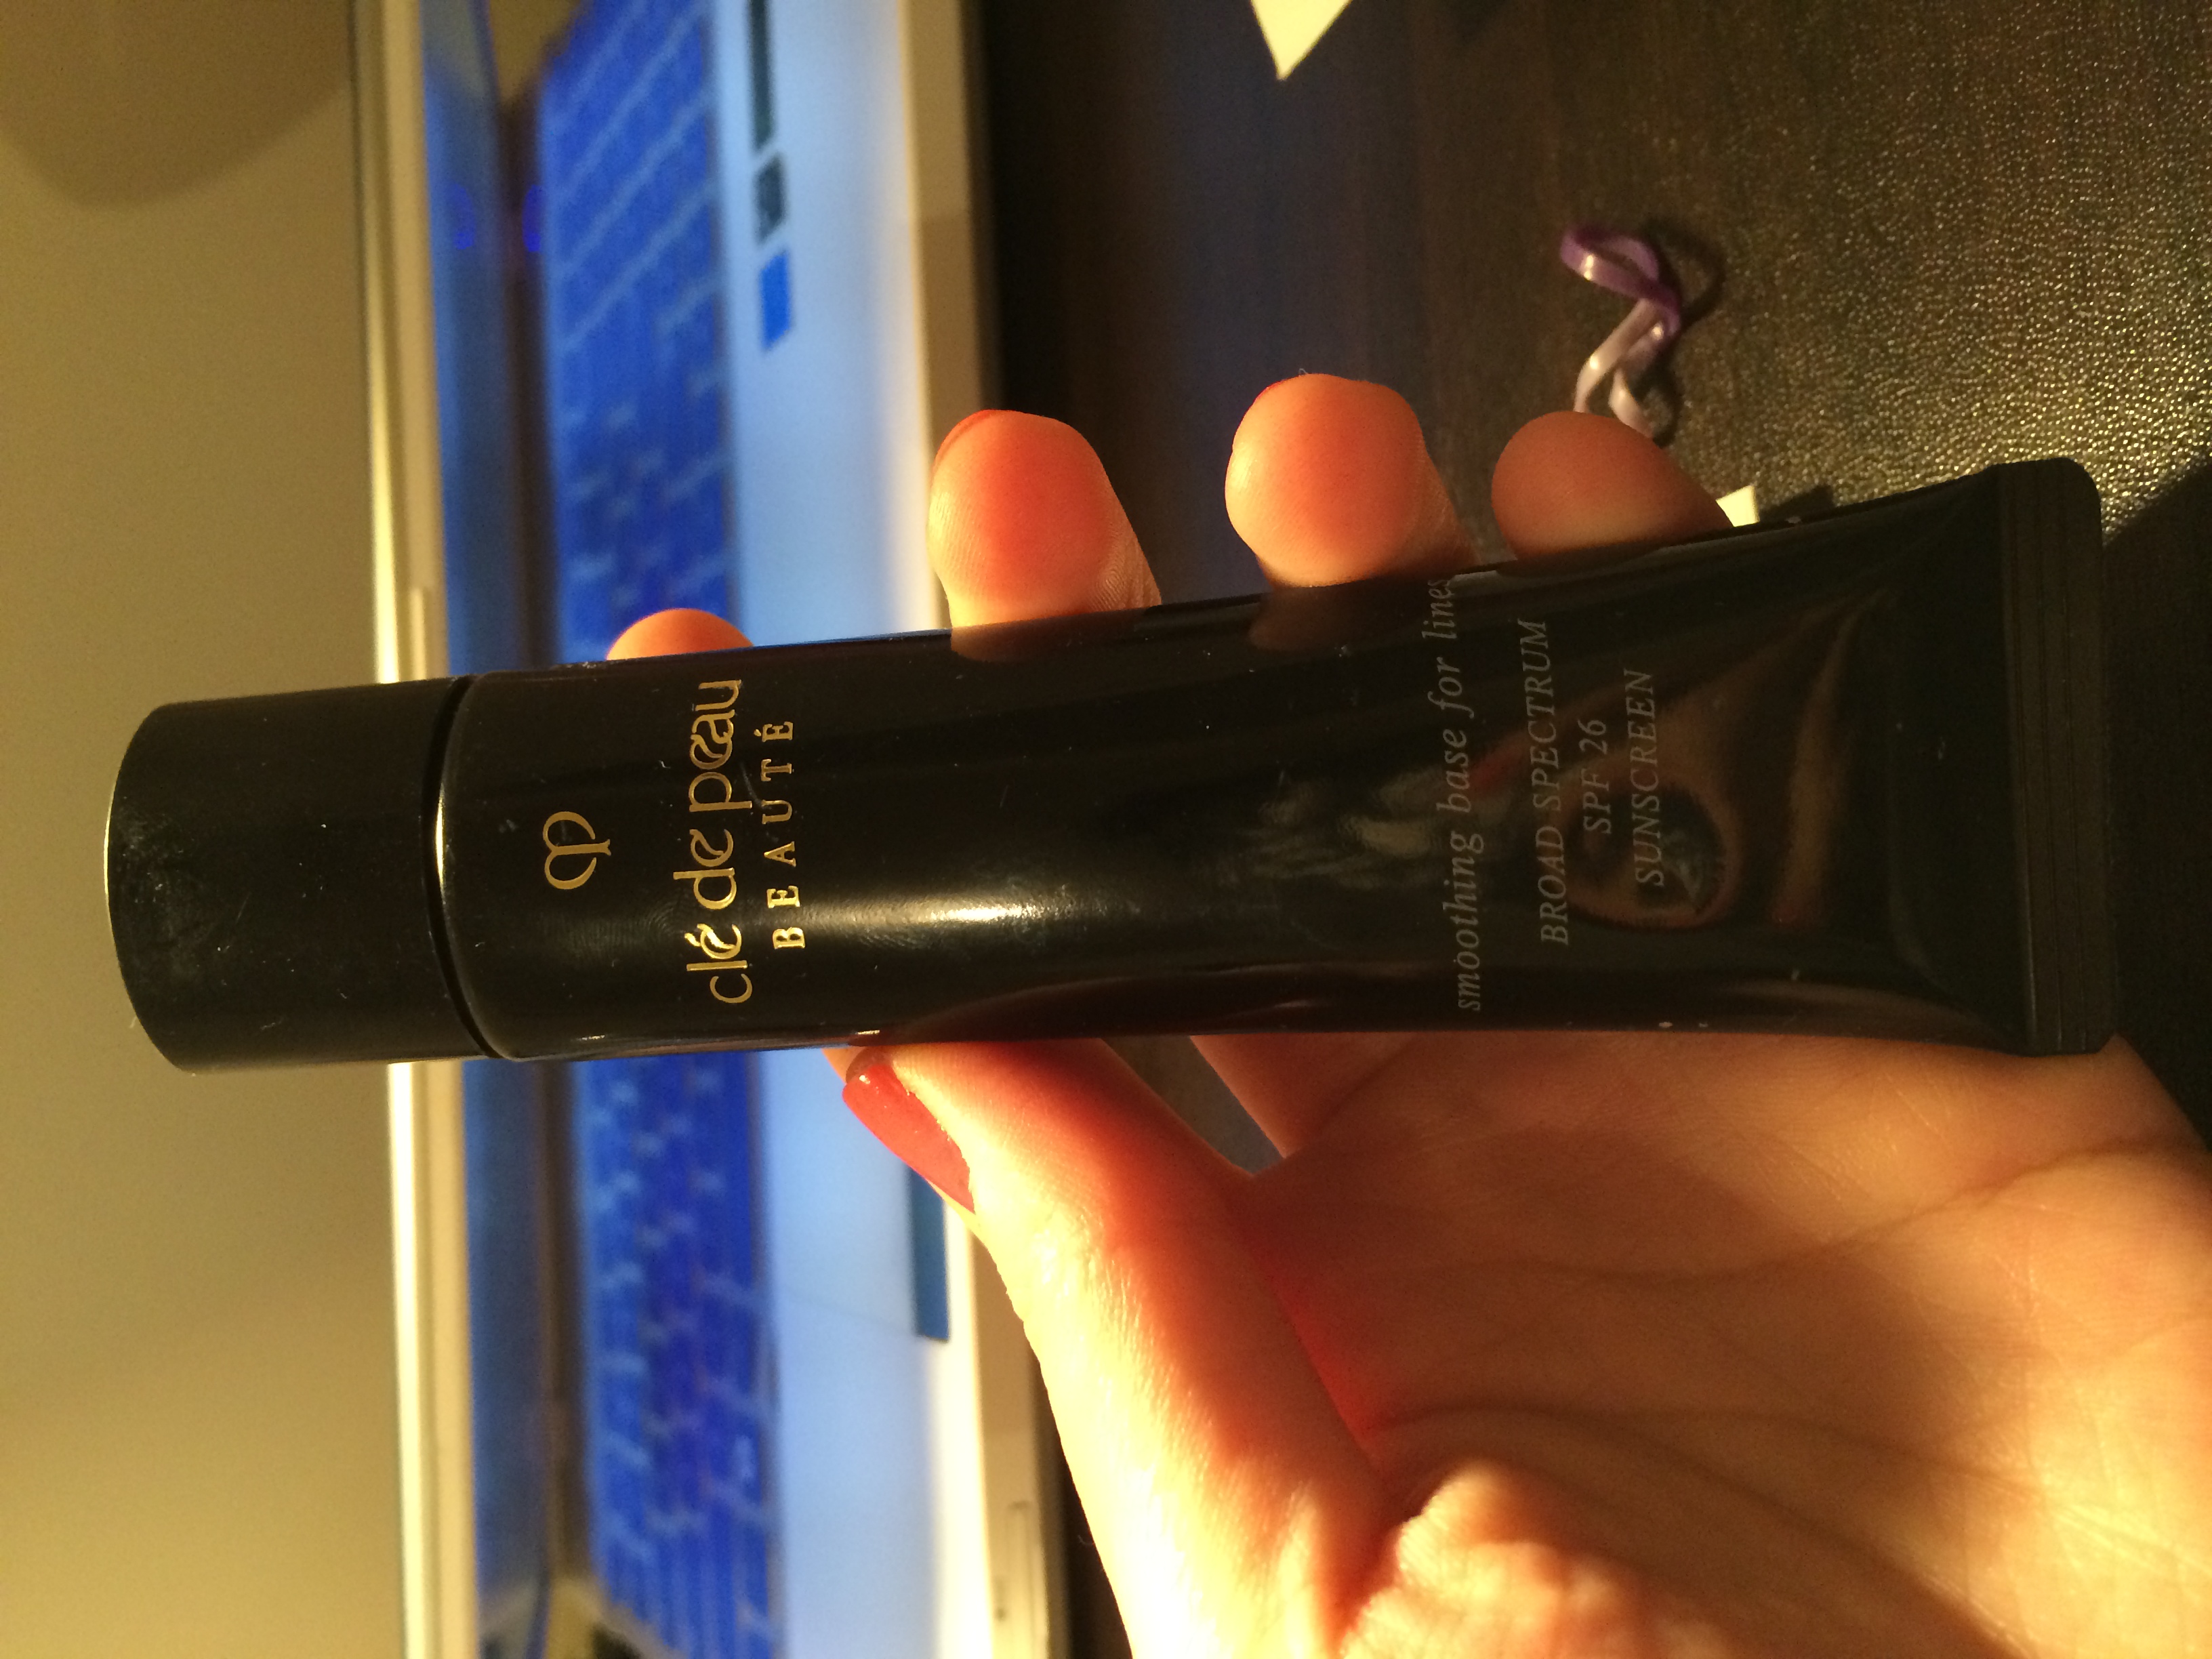 clé de peau
BEAUTÉ
smoothing base for lines
BROAD SPECTRUM
SPF 26
SUNSCREEN